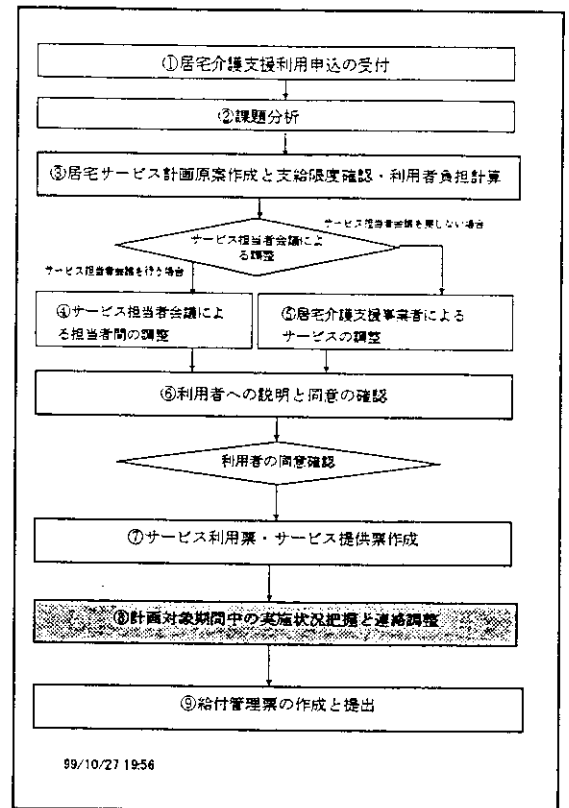 ①居宅介護支援利用申込の受付
②課題分析
③居宅サービス計画原案作成と支給限度確認・利用者負担計算
サービス担当者会議を要しない場合
サービス担当者会議によ
る調整
サービス担当者会議を行う場合
④サービス担当者会議によ
る担当者間の調整
⑤居宅介護支援事業者による
サービスの調整
⑥利用者への説明と同意の確認
利用者の同意確認
⑦サービス利用票・サービス提供票作成
⑧計画対象期間中の実施状況把握と連絡調整
⑨給付管理票の作成と提出
99/10/27 19:56